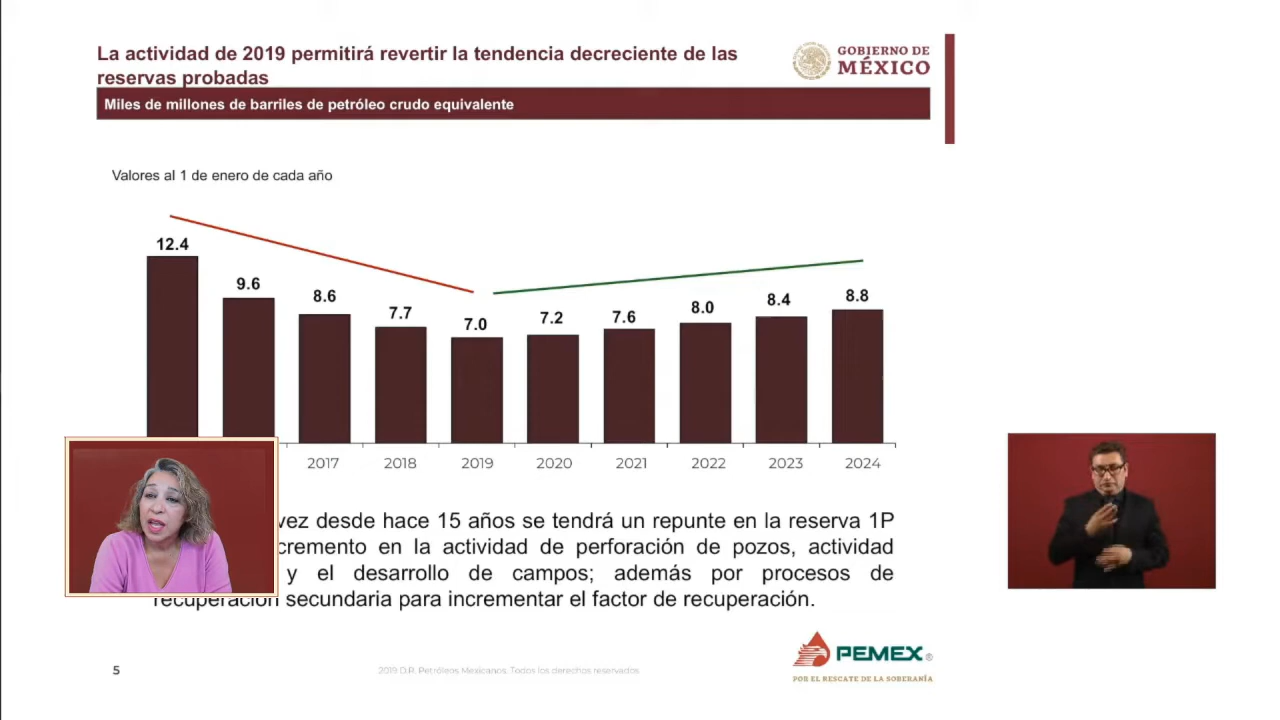 La actividad de 2019 permitirá revertir la tendencia decreciente de las
reservas probadas
GOBIERNO DE
MÉXICO
Miles de millones de barriles de petróleo crudo equivalente
Valores al 1 de enero de cada año
12.4
9.6
8.6
7.7
7.0
7.2
7.6
8.0
8.4
8.8
2017
2018
2019
2020
2021
2022
2023
2024
vez desde hace 15 años se tendrá un repunte en la reserva 1P
cremento en la actividad de perforación de pozos, actividad
y el desarrollo de campos; además por procesos de
recuperación secundaria para incrementar el factor de recuperación.
PEMEX®
POR EL RESCATE DE LA SOBERANÍA
5
2019 D.R. Petróleos Mexicanos. Todos los derechos reservados.